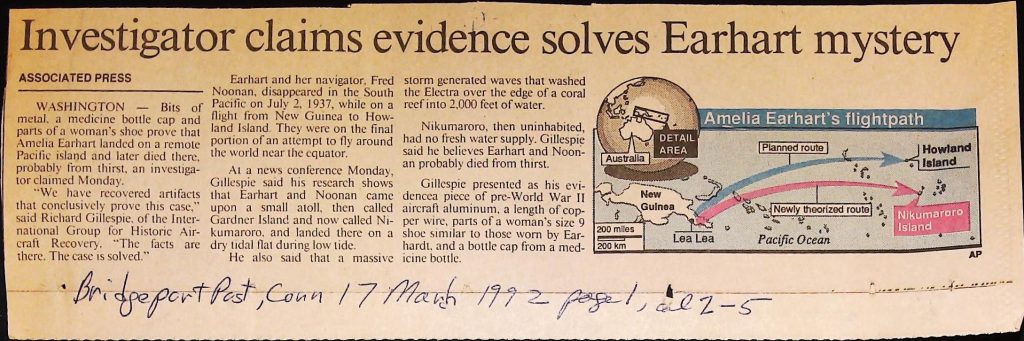 Investigator claims evidence solves Earhart mystery
ASSOCIATED PRESS
WASHINGTON — Bits of
metal, a medicine bottle cap and
parts of a woman's shoe prove that
Amelia Earhart landed on a remote
Pacific island and later died there,
probably from thirst, an investiga-
tor claimed Monday.
"We have recovered artifacts
that conclusively prove this case,"
said Richard Gillespie, of the Inter-
national Group for Historic Air-
craft Recovery. "The facts are
there. The case is solved."
Earhart and her navigator, Fred
Noonan, disappeared in the South
Pacific on July 2, 1937, while on a
flight from New Guinea to How-
land Island. They were on the final
portion of an attempt to fly around
the world near the equator.
At a news conference Monday,
Gillespie said his research shows
that Earhart and Noonan came
upon a small atoll, then called
Gardner Island and now called Ni-
kumaroro, and landed there on a
dry tidal flat during low tide.
He also said that a massive
storm generated waves that washed
the Electra over the edge of a coral
reef into 2,000 feet of water.
Nikumaroro, then uninhabited,
had no fresh water supply. Gillespie
said he believes Earhart and Noon-
an probably died from thirst.
Gillespie presented as his evi-
dencea piece of pre-World War II
aircraft aluminum, a length of cop-
per wire, parts of a woman's size 9
shoe similar to those worn by Ear-
hardt, and a bottle cap from a med-
icine bottle.
Amelia Earhart's flightpath
DETAIL
AREA
Australia
Planned route
Howland
Island
New
Guinea
Newly theorized route
Nikumaroro
Island
200 miles
200 km
Lea Lea
Pacific Ocean
AP
Bridgeport Post, Conn 17 March 1992 page 1, col 2-5